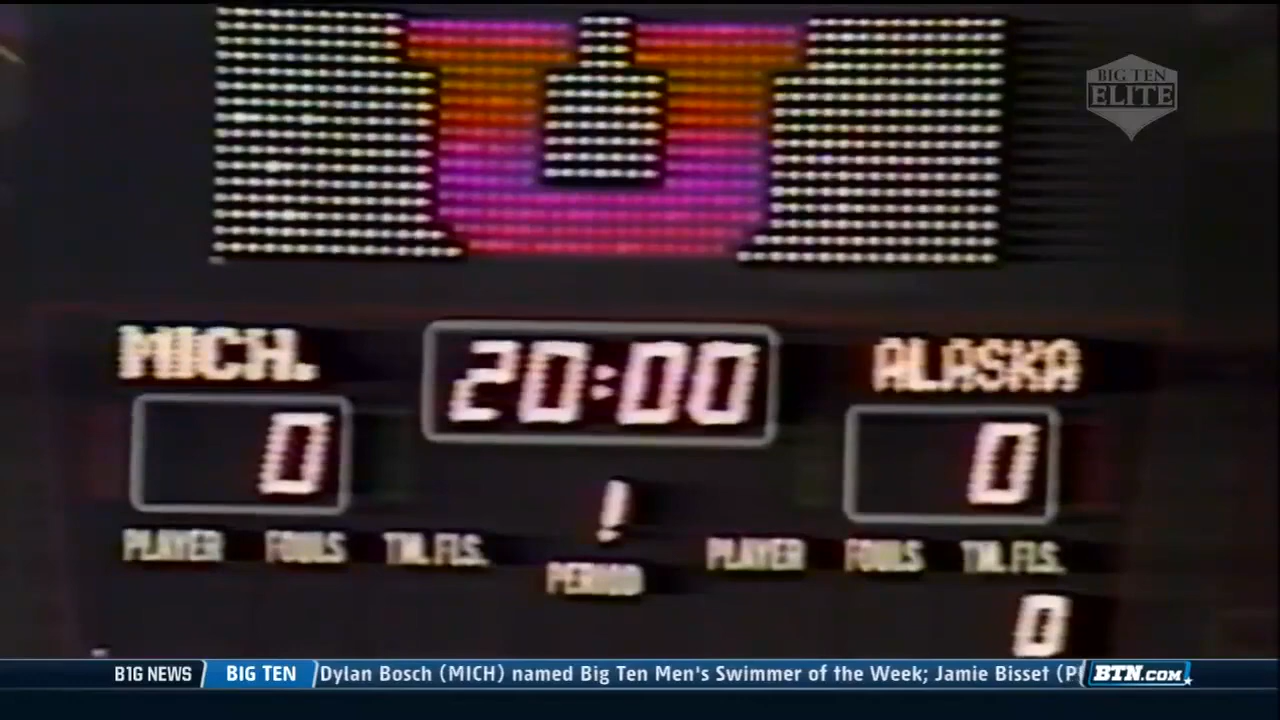 BIG TEN
ELITE
U
MICH. 20:00 ALASKA
0 0
1
PLAYER FOULS TM.FLS. PERIOD PLAYER FOULS TM.FLS.
0
B1G NEWS BIG TEN Dylan Bosch (MICH) named Big Ten Men's Swimmer of the Week; Jamie Bisset (P BTN.COM